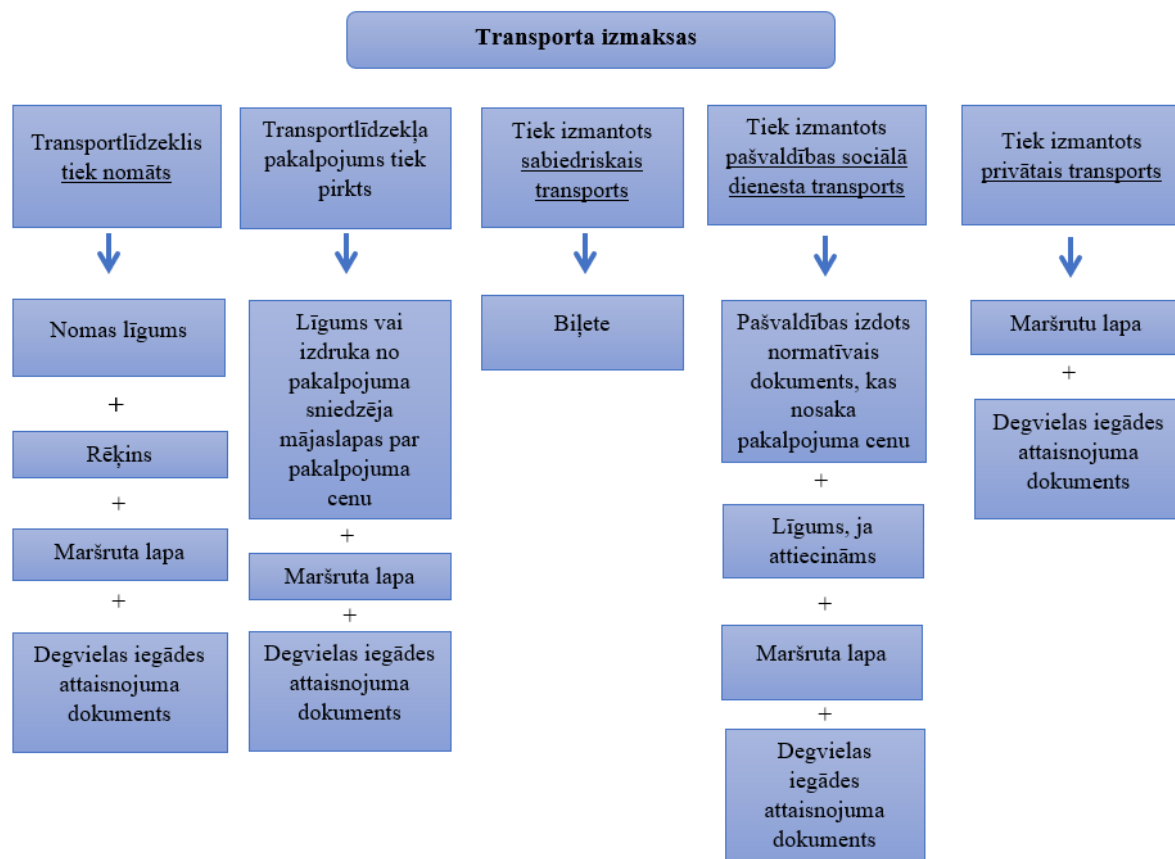 Transporta izmaksas
Transportlīdzeklis
tiek nomāts
Nomas līgums
+
Rēķins
+
Maršruta lapa
+
Degvielas iegādes
attaisnojuma
dokuments
Transportlīdzekļa
pakalpojums tiek
pirkts
Līgums vai
izdruka no
pakalpojuma
sniedzēja
mājaslapas par
pakalpojuma
cenu
+
Maršruta lapa
+
Degvielas iegādes
attaisnojuma
dokuments
Tiek izmantots
sabiedriskais
transports
Biļete
Tiek izmantots
pašvaldības sociālā
dienesta transports
Pašvaldības izdots
normatīvais
dokuments, kas
nosaka
pakalpojuma cenu
+
Līgums, ja
attiecināms
+
Maršruta lapa
+
Degvielas
iegādes
attaisnojuma
dokuments
Tiek izmantots
privātais transports
Maršrutu lapa
+
Degvielas iegādes
attaisnojuma
dokuments